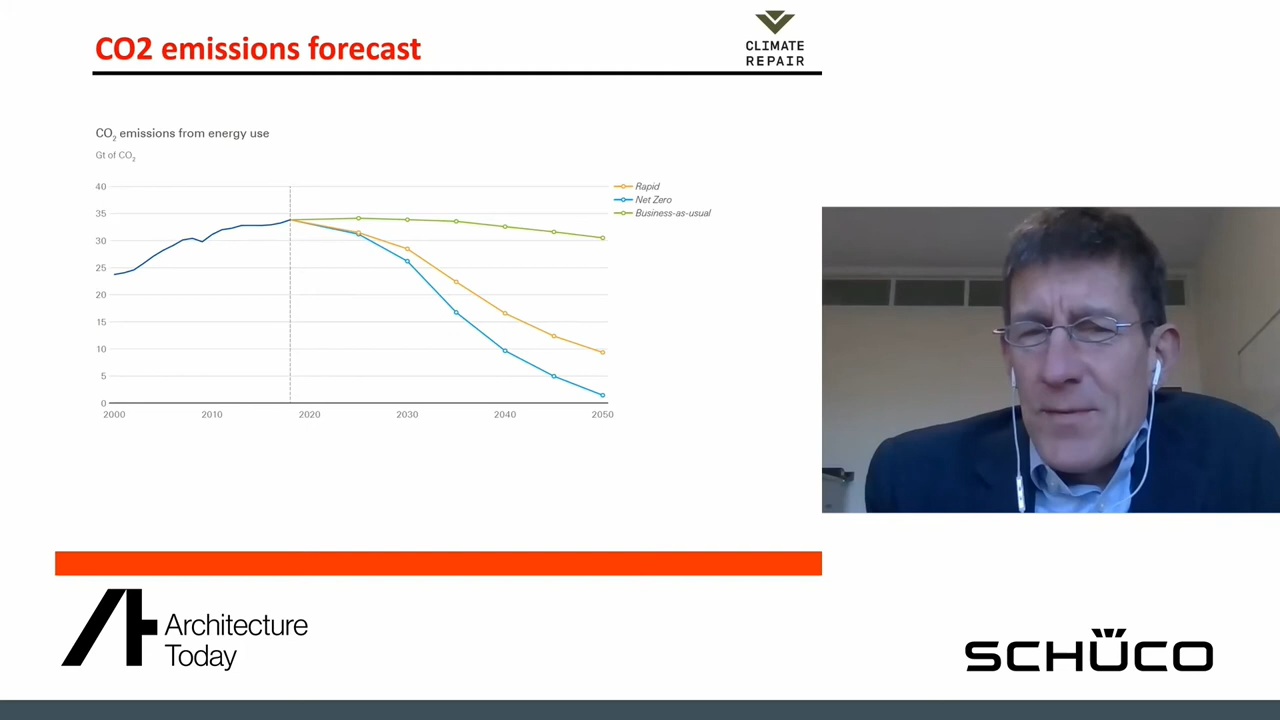 CO2 emissions forecast
CLIMATE
REPAIR
CO2 emissions from energy use
Gt of CO2
40
35
30
25
20
15
10
5
0
2000 2010 2020 2030 2040 2050
Rapid
Net Zero
Business-as-usual
Architecture
Today
SCHÜCO